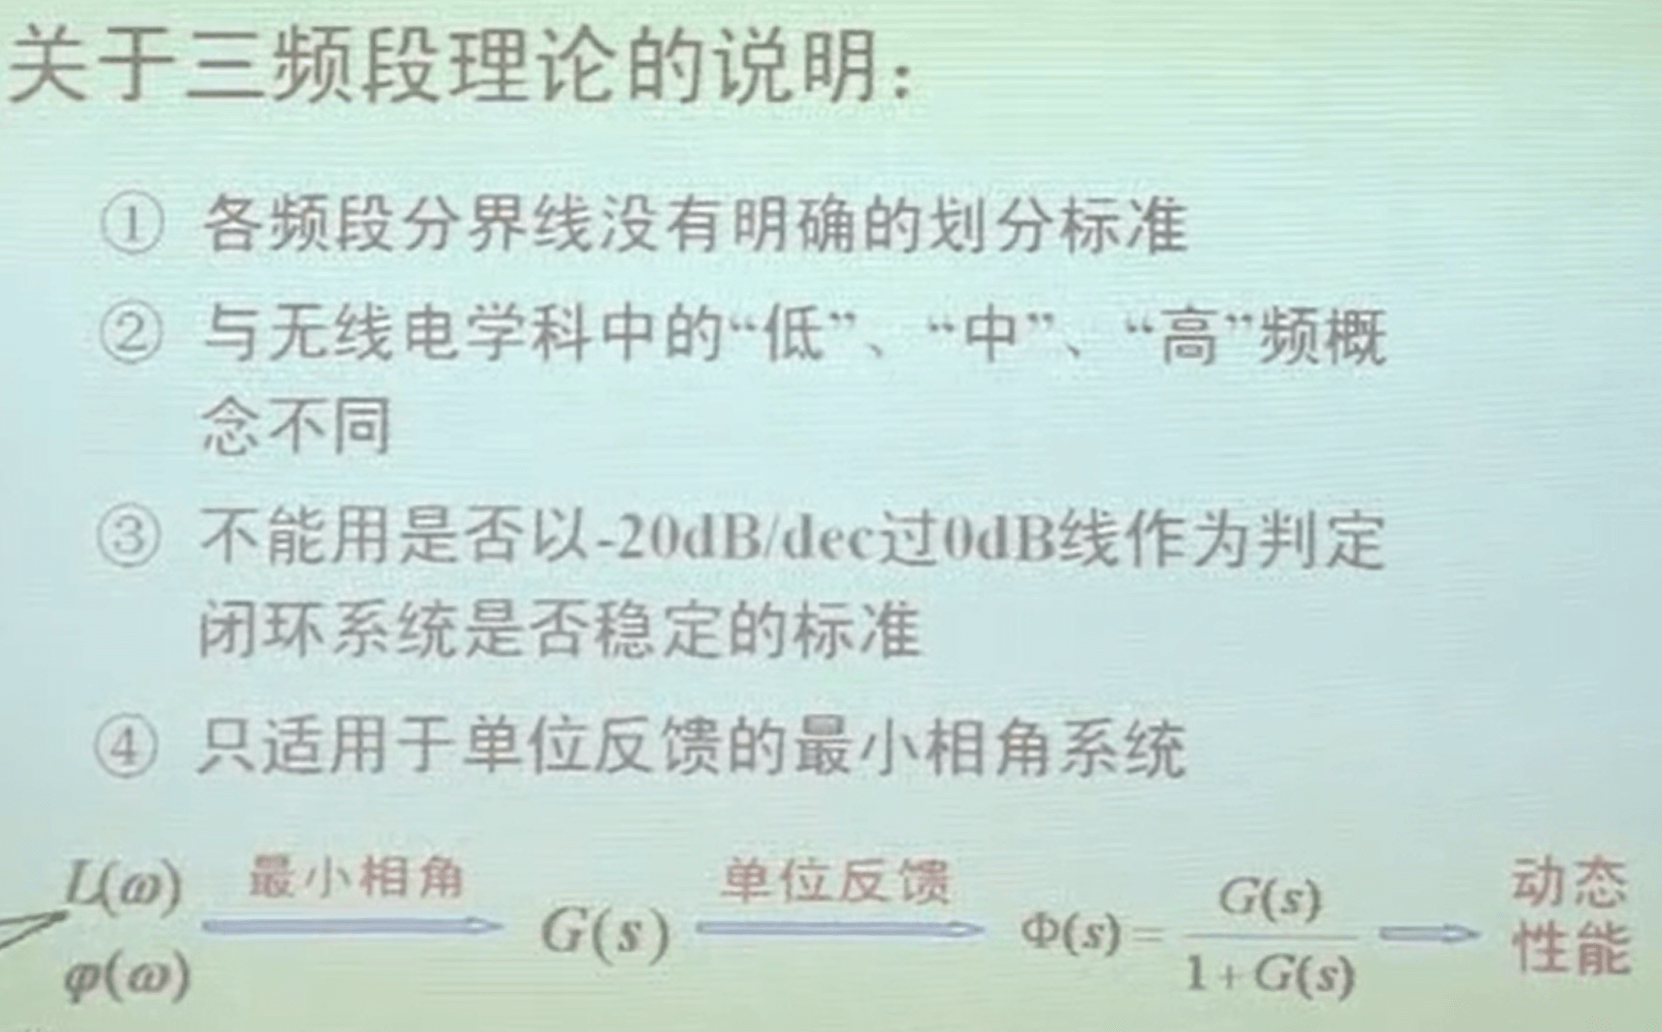 关于三频段理论的说明：
① 各频段分界线没有明确的划分标准
② 与无线电学科中的“低”、“中”、“高”频概
念不同
③ 不能用是否以-20dB/dec过0dB线作为判定
闭环系统是否稳定的标准
④ 只适用于单位反馈的最小相角系统
L(ω) 最小相角 G(s) 单位反馈 Φ(s)= G(s)/1+G(s) 动态
φ(ω) 性能